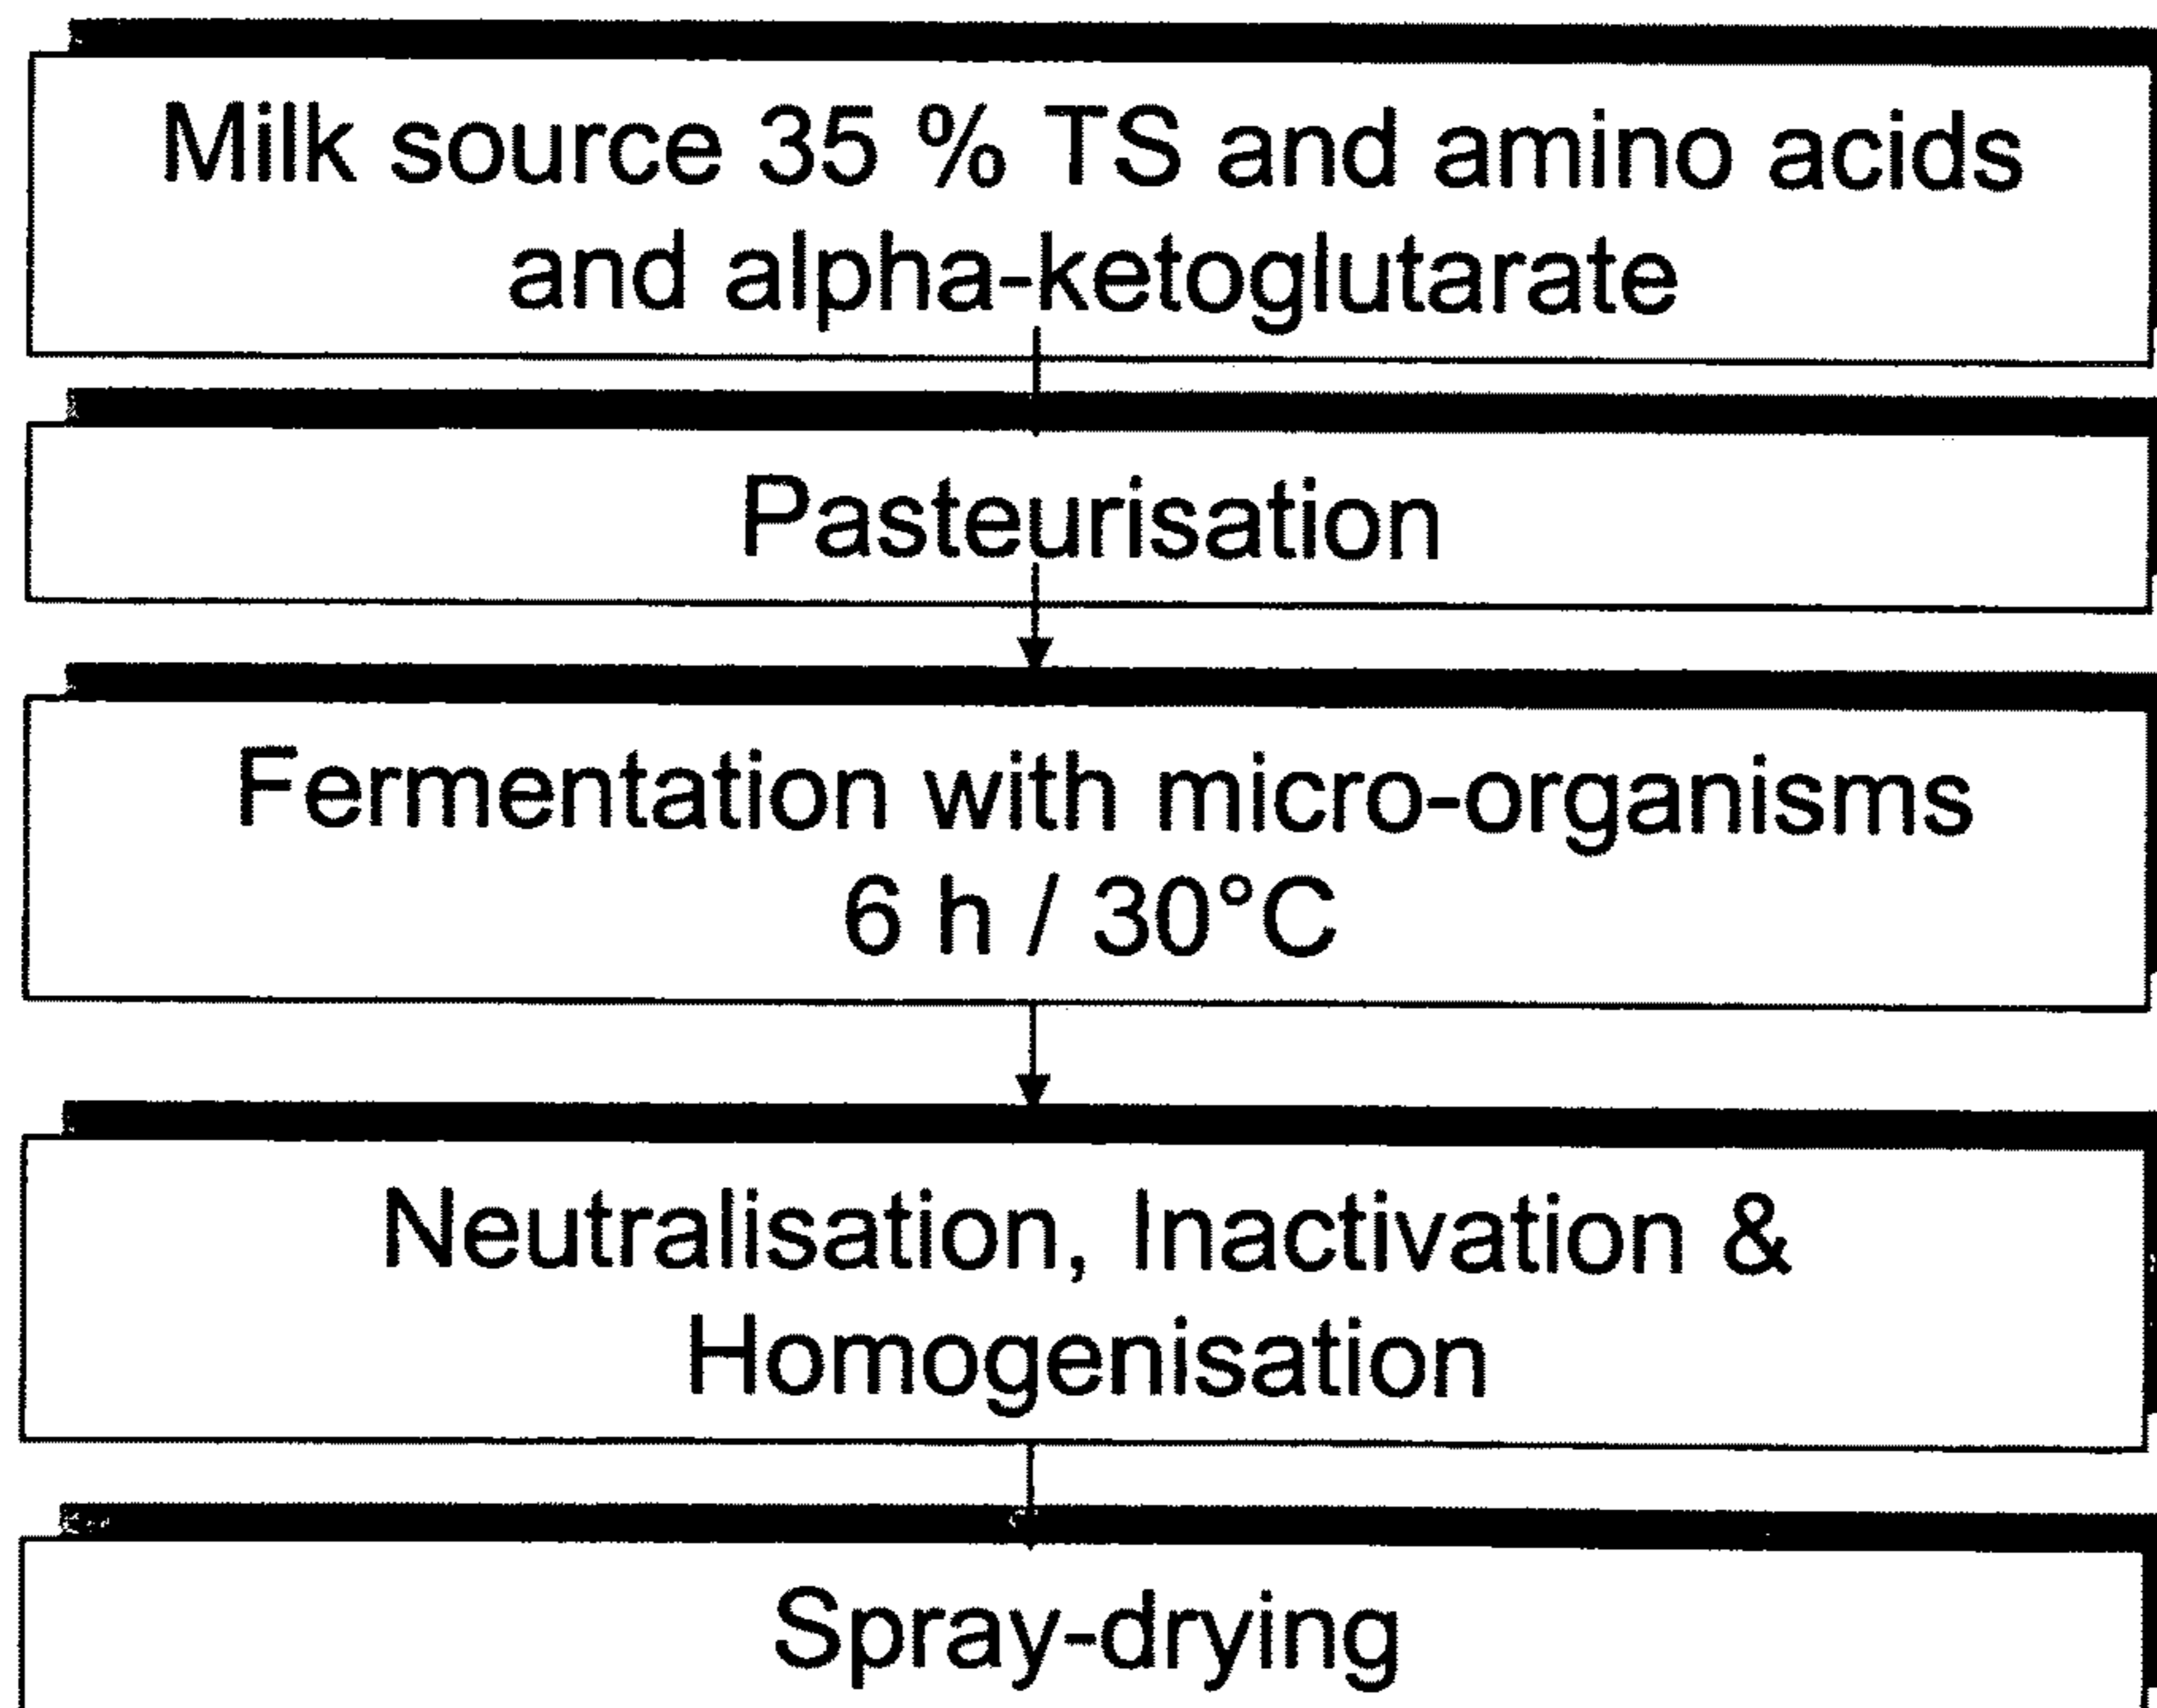 Milk source 35 % TS and amino acids
and alpha-ketoglutarate
Pasteurisation
Fermentation with micro-organisms
6 h / 30°C
Neutralisation, Inactivation &
Homogenisation
Spray-drying